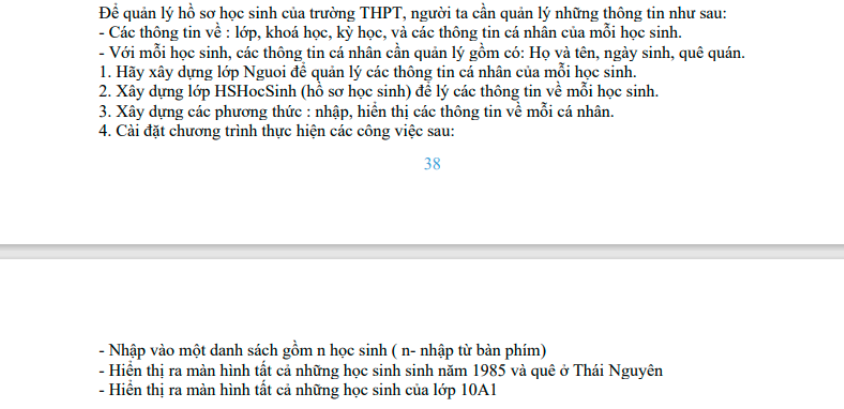 Để quản lý hồ sơ học sinh của trường THPT, người ta cần quản lý những thông tin như sau:
- Các thông tin về : lớp, khoá học, kỳ học, và các thông tin cá nhân của mỗi học sinh.
- Với mỗi học sinh, các thông tin cá nhân cần quản lý gồm có: Họ và tên, ngày sinh, quê quán.
1. Hãy xây dựng lớp Nguoi để quản lý các thông tin cá nhân của mỗi học sinh.
2. Xây dựng lớp HSHocSinh (hồ sơ học sinh) để lý các thông tin về mỗi học sinh.
3. Xây dựng các phương thức : nhập, hiển thị các thông tin về mỗi cá nhân.
4. Cài đặt chương trình thực hiện các công việc sau:
38
- Nhập vào một danh sách gồm n học sinh ( n- nhập từ bàn phím)
- Hiển thị ra màn hình tất cả những học sinh sinh năm 1985 và quê ở Thái Nguyên
- Hiển thị ra màn hình tất cả những học sinh của lớp 10A1